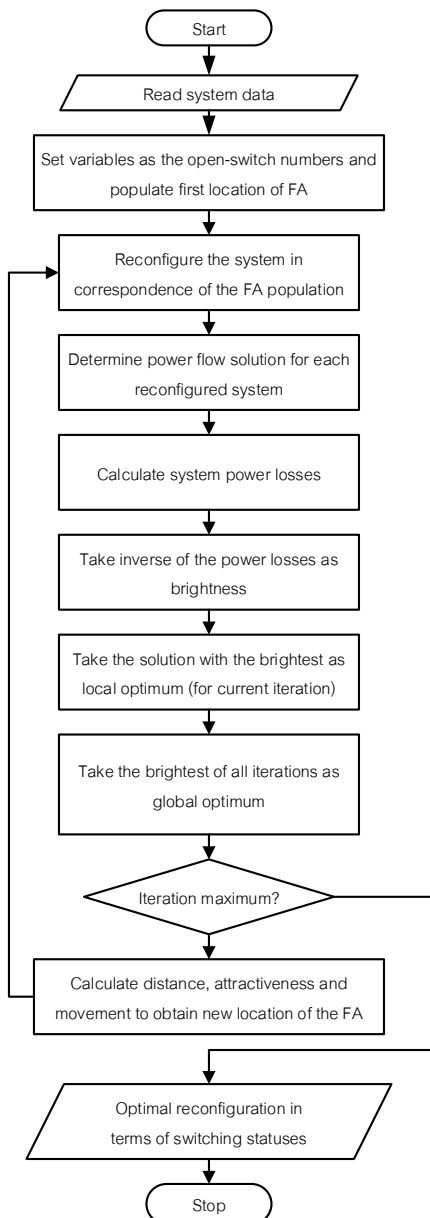 Start
Read system data
Set variables as the open-switch numbers and
populate first location of FA
Reconfigure the system in
correspondence of the FA population
Determine power flow solution for each
reconfigured system
Calculate system power losses
Take inverse of the power losses as
brightness
Take the solution with the brightest as
local optimum (for current iteration)
Take the brightest of all iterations as
global optimum
Iteration maximum?
Calculate distance, attractiveness and
movement to obtain new location of the FA
Optimal reconfiguration in
terms of switching statuses
Stop